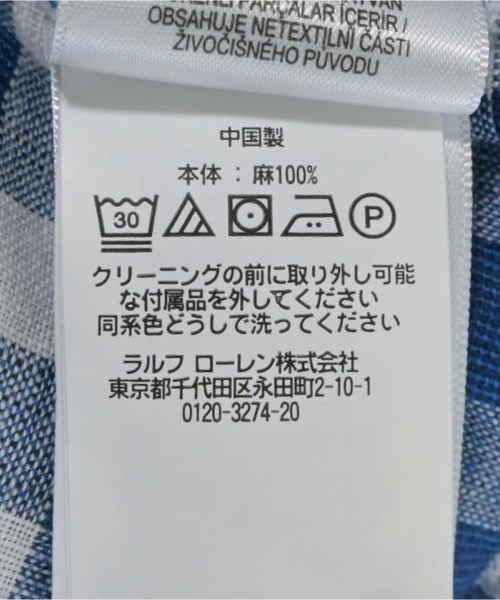 PARÇALAR İÇERİR /
OBSAHUJE NETEXTILNÍ ČÁSTI
ŽIVOČIŠNÉHO PUVODU
中国製
本体 : 麻100%
30 P
クリーニングの前に取り外し可能
な付属品を外してください
同系色どうしで洗ってください
ラルフ ローレン株式会社
東京都千代田区永田町2-10-1
0120-3274-20